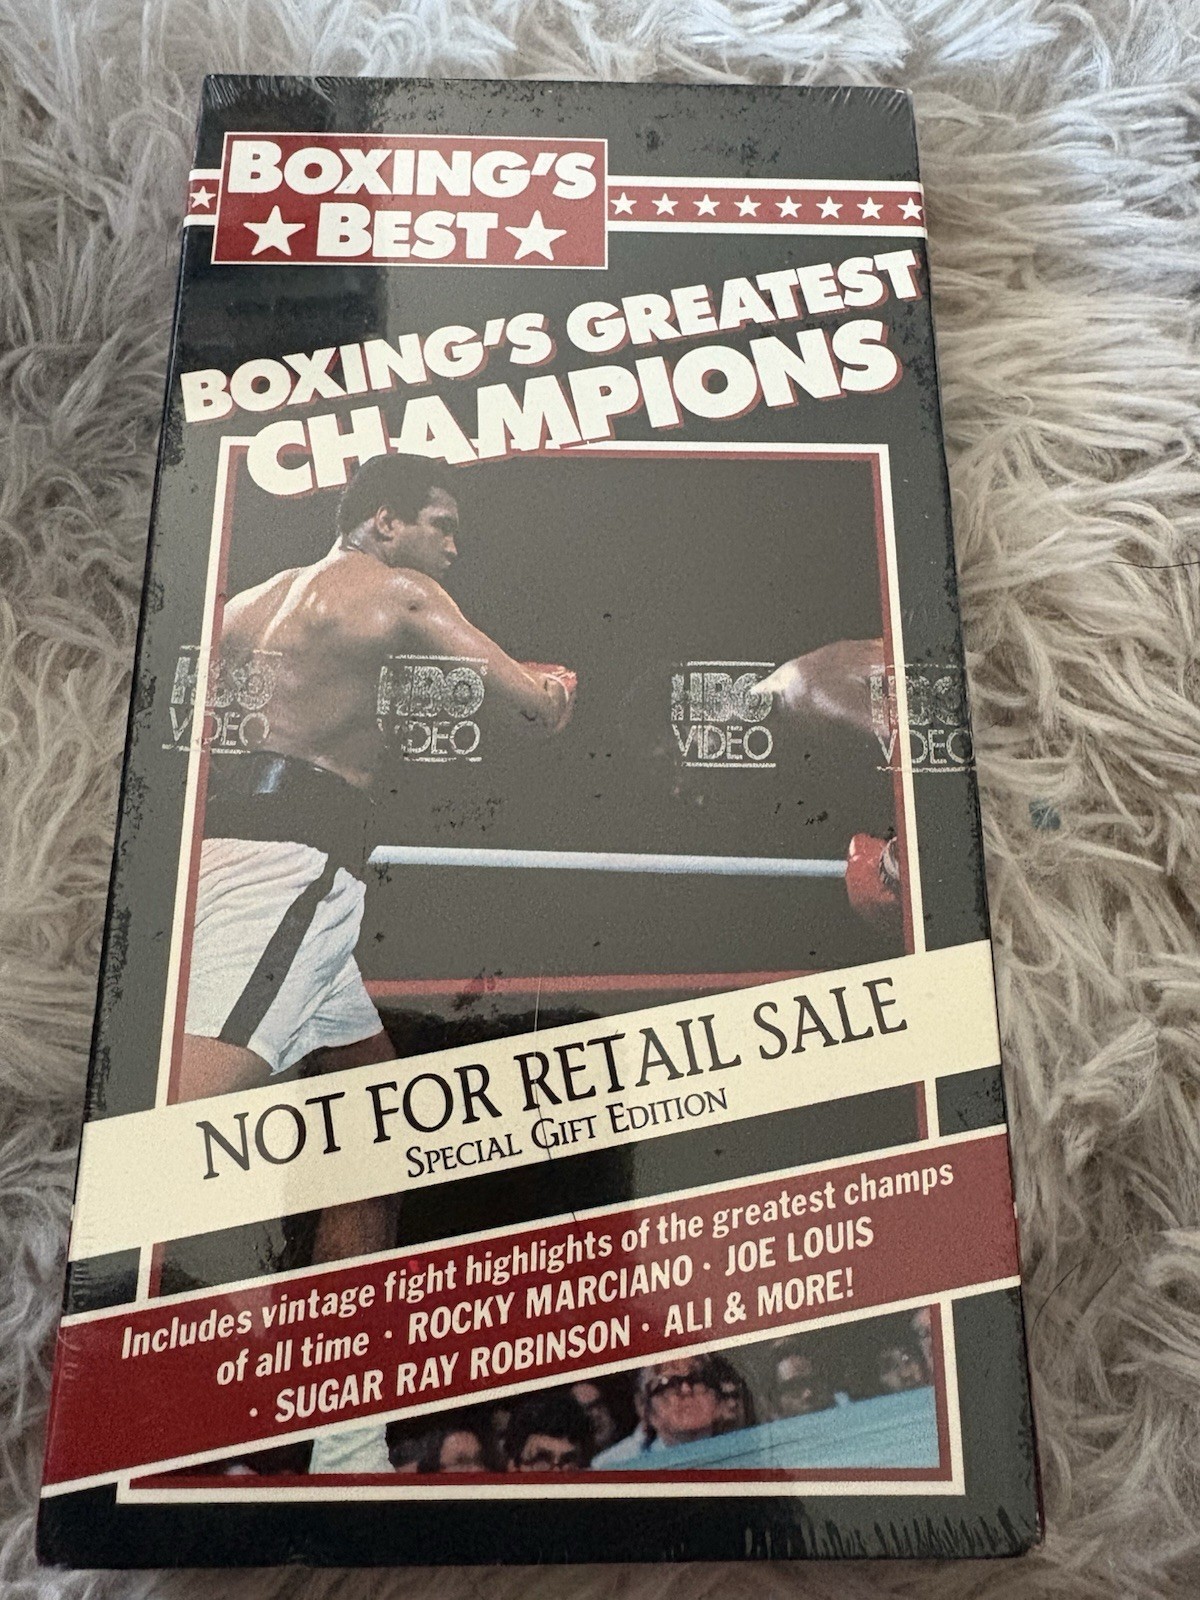 BOXING'S
BEST
BOXING'S GREATEST
CHAMPIONS
HBO HBO HBO HBO
VIDEO VIDEO VIDEO VIDEO
NOT FOR RETAIL SALE
SPECIAL GIFT EDITION
Includes vintage fight highlights of the greatest champs
of all time · ROCKY MARCIANO · JOE LOUIS
· SUGAR RAY ROBINSON · ALI & MORE!